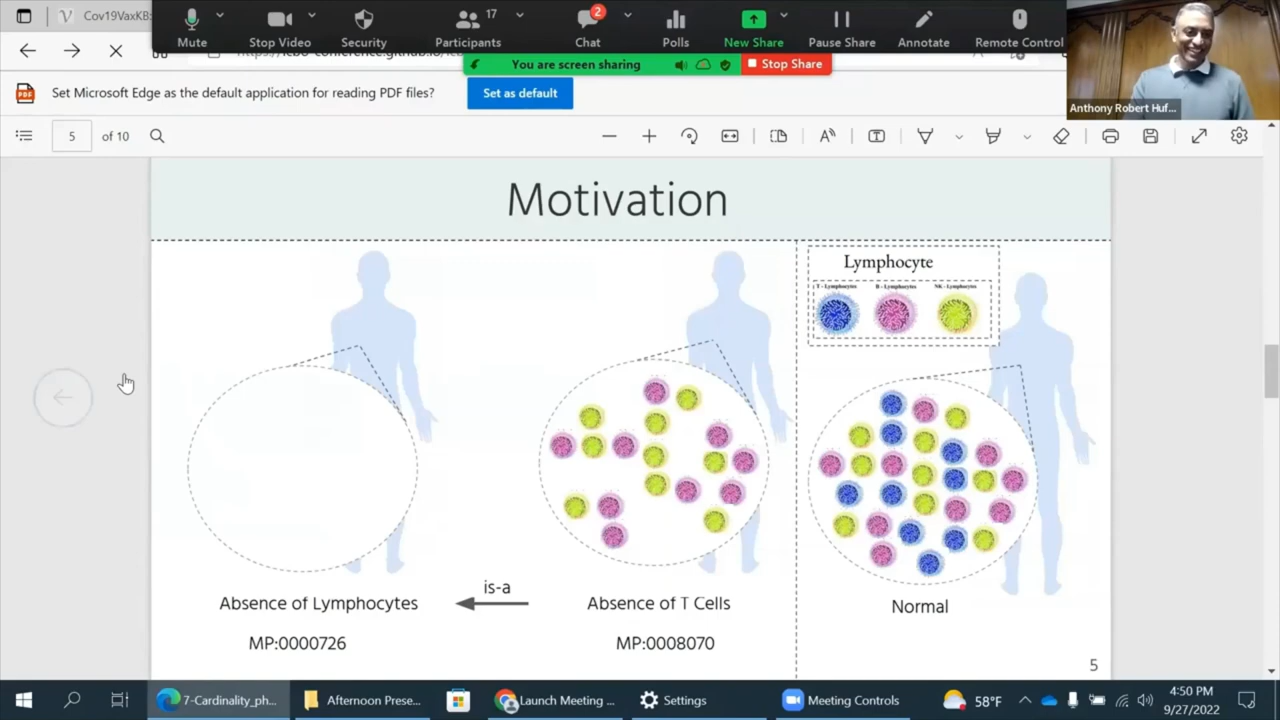 Cov19VaxKB:
17
2
Mute
Stop Video
Security
Participants
Chat
Polls
New Share
Pause Share
Annotate
Remote Control
You are screen sharing
Stop Share
Anthony Robert Huf...
PDF
Set Microsoft Edge as the default application for reading PDF files?
Set as default
5 of 10
Motivation
Lymphocyte
T - Lymphocytes
B - Lymphocytes
NK - Lymphocytes
is-a
Absence of Lymphocytes
Absence of T Cells
Normal
MP:0000726
MP:0008070
5
7-Cardinality_ph...
Afternoon Prese...
Launch Meeting ...
Settings
Meeting Controls
58°F
4:50 PM
9/27/2022